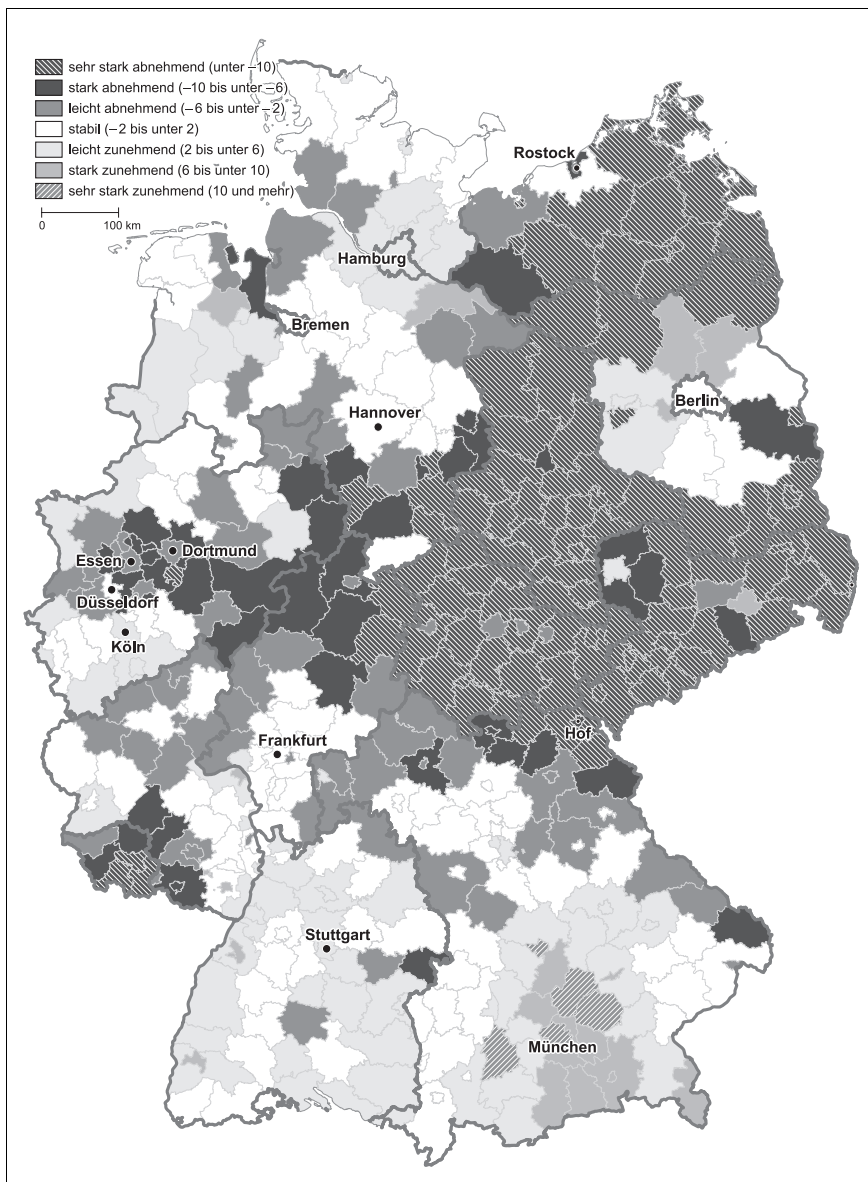 sehr stark abnehmend (unter –10)
stark abnehmend (–10 bis unter –6)
leicht abnehmend (–6 bis unter –2)
stabil (–2 bis unter 2)
leicht zunehmend (2 bis unter 6)
stark zunehmend (6 bis unter 10)
sehr stark zunehmend (10 und mehr)
0 100 km
Rostock
Hamburg
Bremen
Berlin
Hannover
Dortmund
Essen
Düsseldorf
Köln
Frankfurt
Hof
Stuttgart
München